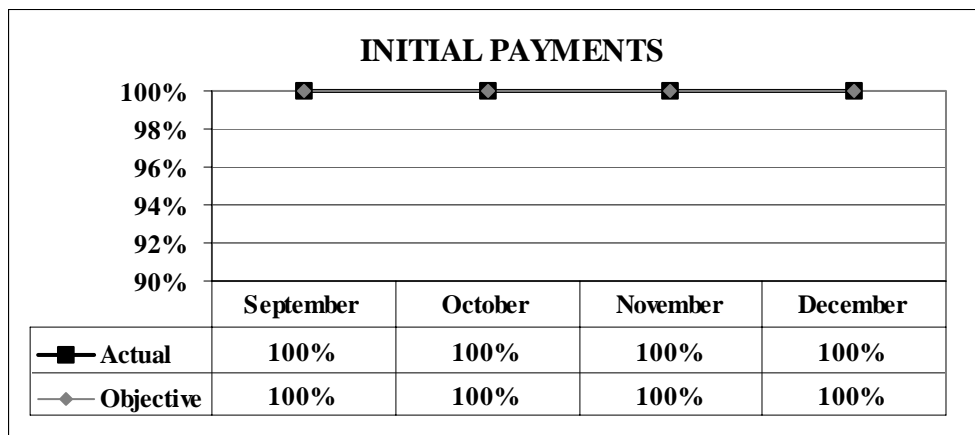 INITIAL PAYMENTS
100%
98%
96%
94%
92%
90%
September October November December
Actual 100% 100% 100% 100%
Objective 100% 100% 100% 100%